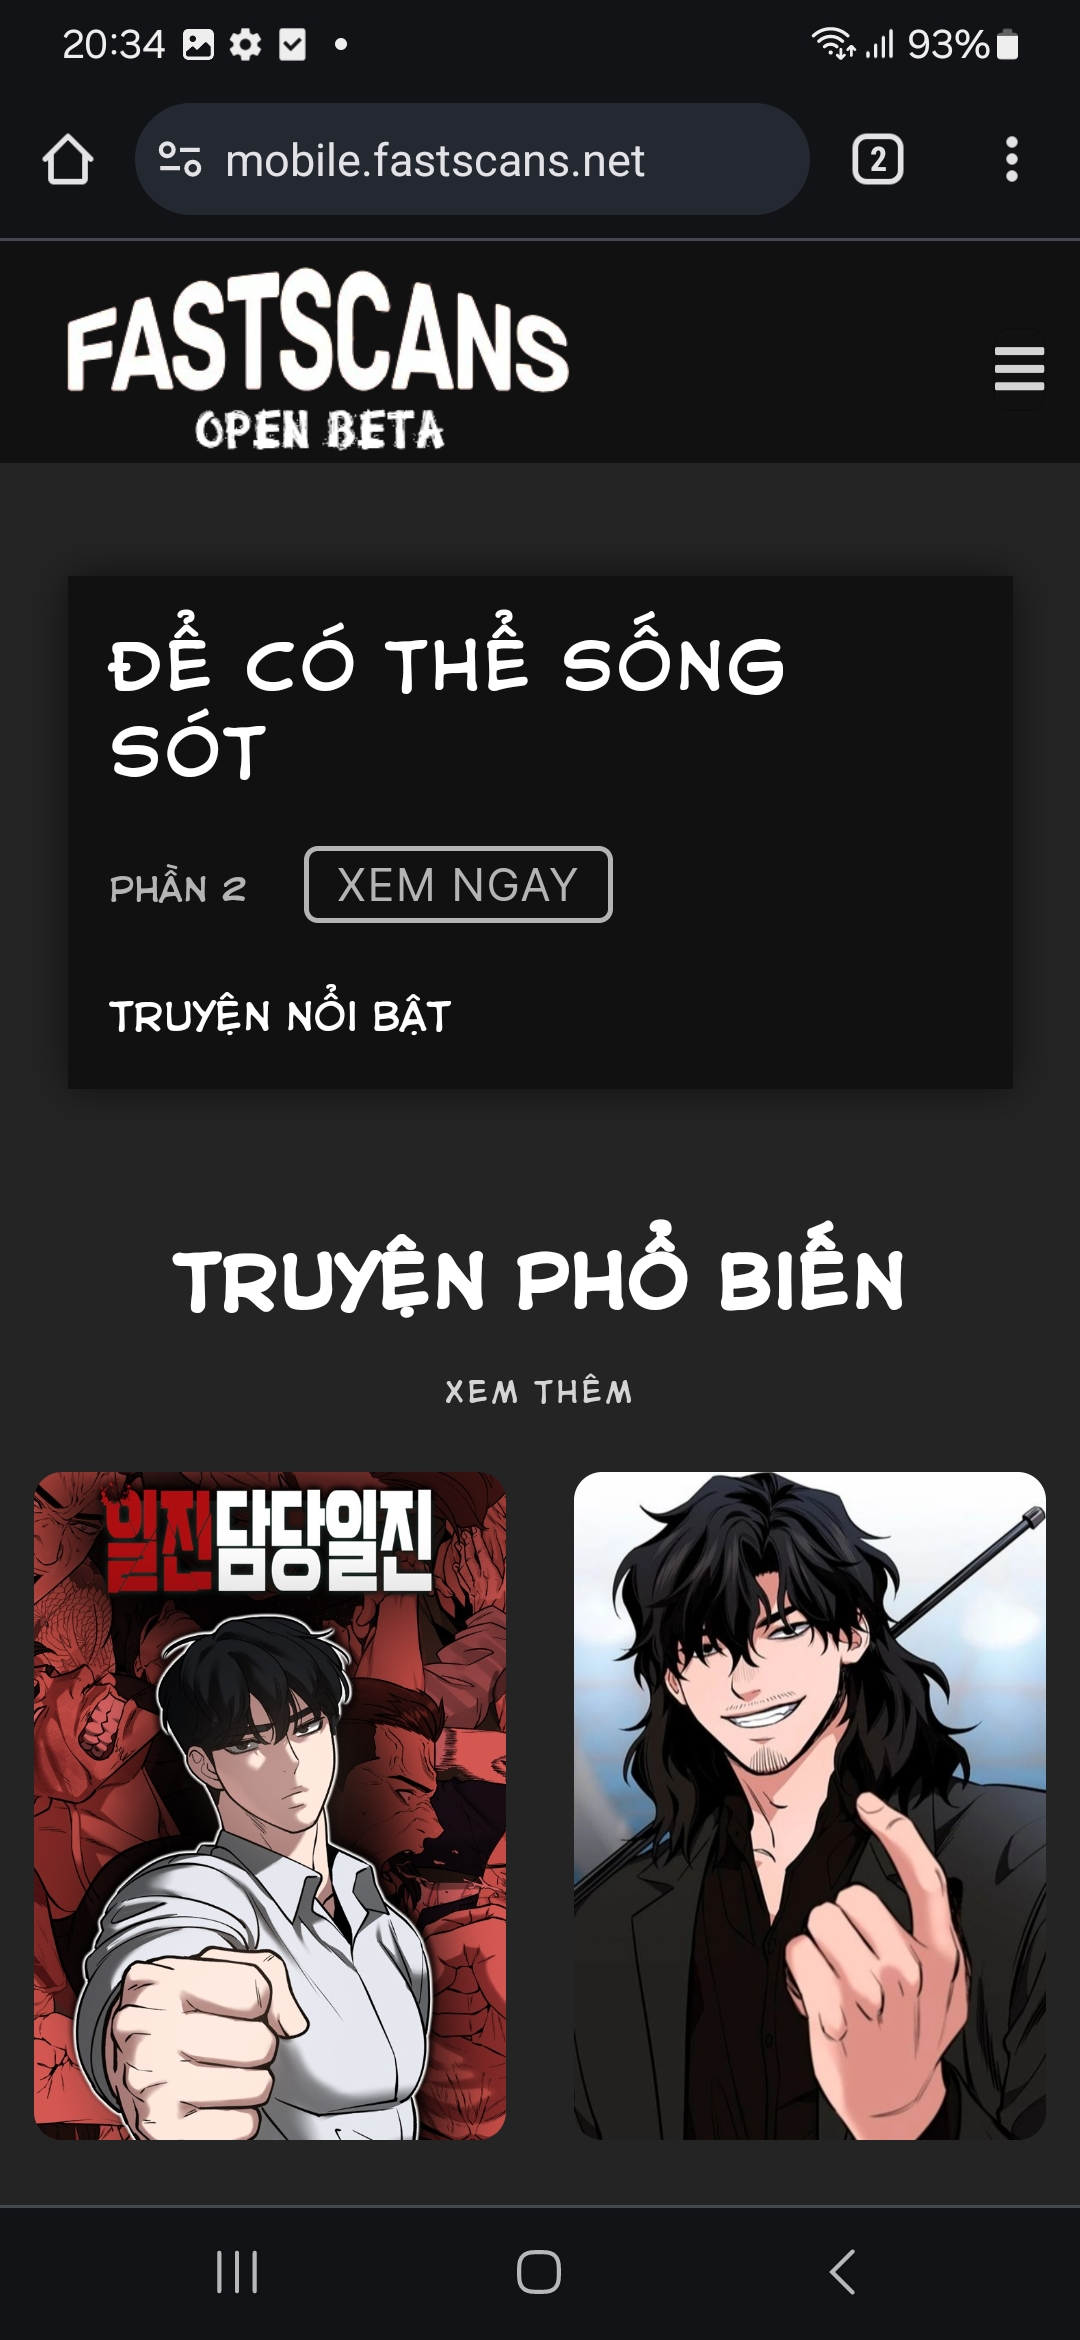 20:34
93%
mobile.fastscans.net
2
FASTSCANS
OPEN BETA
ĐỂ CÓ THỂ SỐNG
SÓT
PHẦN 2
XEM NGAY
TRUYỆN NỔI BẬT
TRUYỆN PHỔ BIẾN
XEM THÊM
일진담당일진